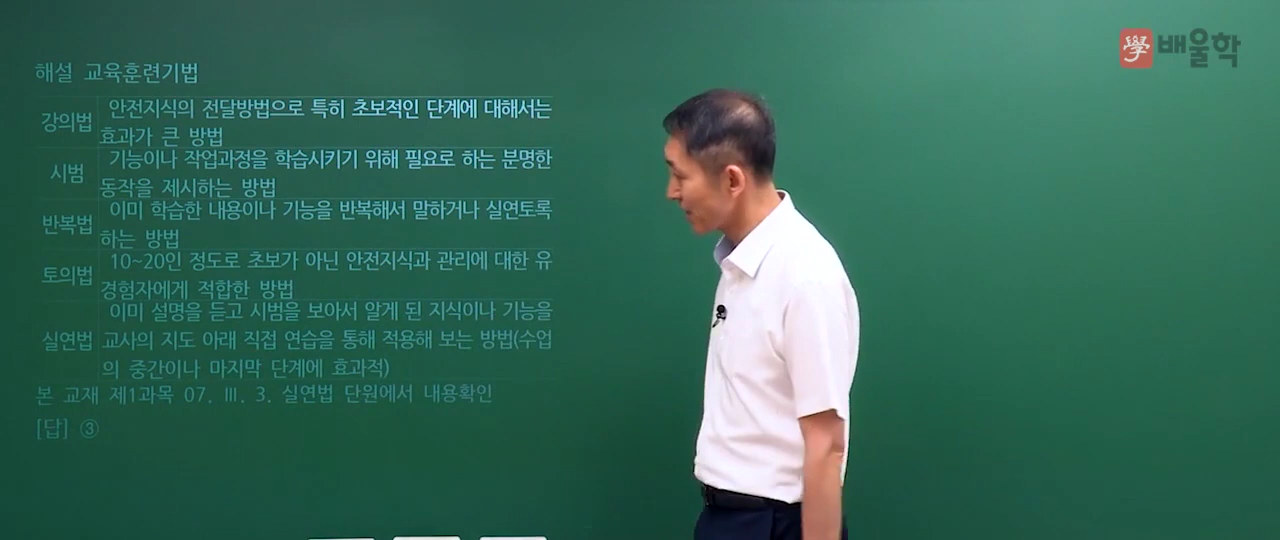 學 배울학
해설 교육훈련기법
강의법 안전지식의 전달방법으로 특히 초보적인 단계에 대해서는
효과가 큰 방법
시범 기능이나 작업과정을 학습시키기 위해 필요로 하는 분명한
동작을 제시하는 방법
반복법 이미 학습한 내용이나 기능을 반복해서 말하거나 실연토록
하는 방법
토의법 10~20인 정도로 초보가 아닌 안전지식과 관리에 대한 유
경험자에게 적합한 방법
이미 설명을 듣고 시범을 보아서 알게 된 지식이나 기능을
실연법 교사의 지도 아래 직접 연습을 통해 적용해 보는 방법(수업
의 중간이나 마지막 단계에 효과적)
본 교재 제1과목 07. Ⅲ. 3. 실연법 단원에서 내용확인
[답] ③